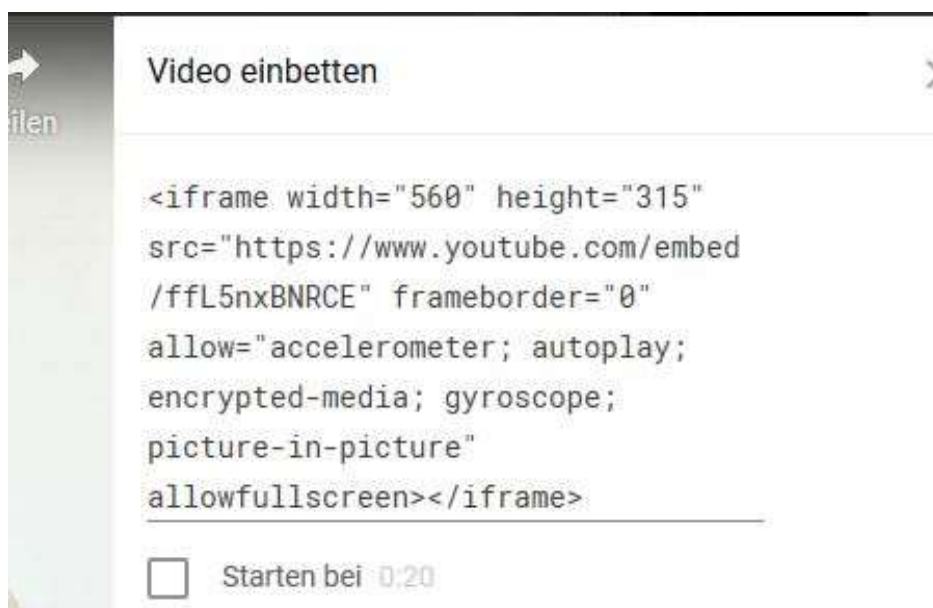 Video einbetten
eilen
<iframe width="560" height="315"
src="https://www.youtube.com/embed
/ffL5nxBNRCE" frameborder="0"
allow="accelerometer; autoplay;
encrypted-media; gyroscope;
picture-in-picture"
allowfullscreen></iframe>
Starten bei 0:20